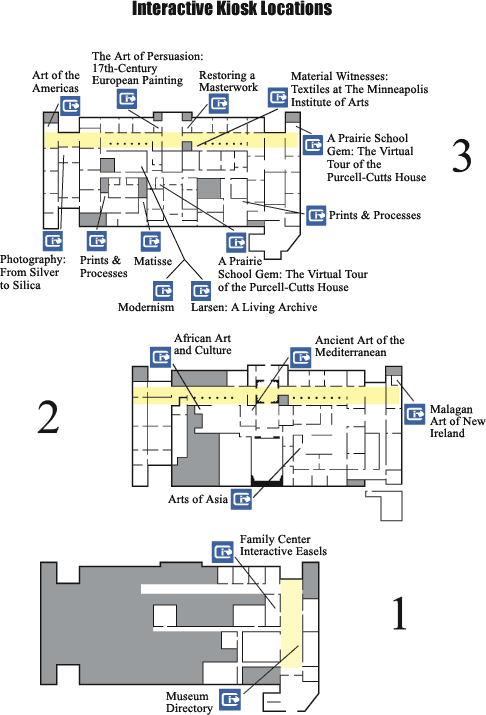 Interactive Kiosk Locations
The Art of Persuasion:
17th-Century
European Painting
Art of the
Americas
Restoring a
Masterwork
Material Witnesses:
Textiles at The Minneapolis
Institute of Arts
A Prairie School
Gem: The Virtual
Tour of the
Purcell-Cutts House
3
Prints & Processes
Photography:
From Silver
to Silica
Prints &
Processes
Matisse
A Prairie
School Gem: The Virtual Tour
of the Purcell-Cutts House
Modernism
Larsen: A Living Archive
African Art
and Culture
Ancient Art of the
Mediterranean
2
Malagan
Art of New
Ireland
Arts of Asia
Family Center
Interactive Easels
1
Museum
Directory